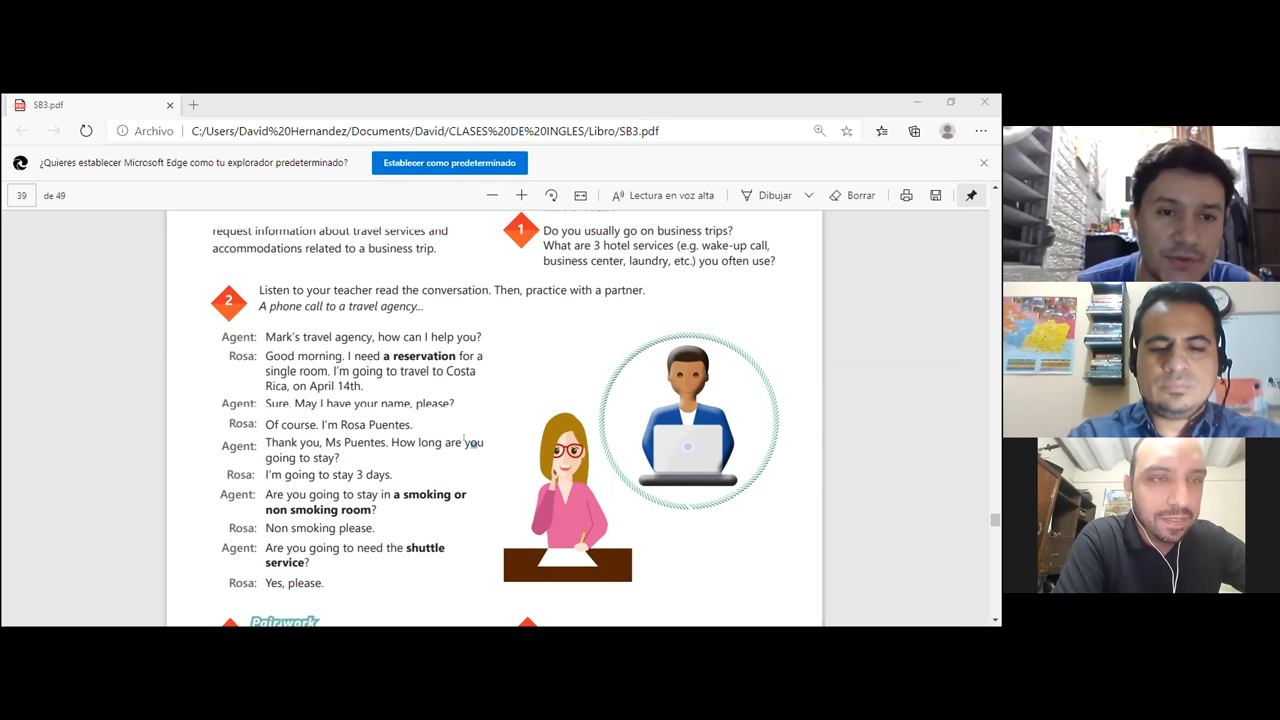 SB3.pdf
Archivo
C:/Users/David%20Hernandez/Documents/David/CLASES%20DE%20INGLES/Libro/SB3.pdf
¿Quieres establecer Microsoft Edge como tu explorador predeterminado?
Establecer como predeterminado
39 de 49
Lectura en voz alta
Dibujar
Borrar
request information about travel services and
accommodations related to a business trip.
1
Do you usually go on business trips?
What are 3 hotel services (e.g. wake-up call,
business center, laundry, etc.) you often use?
2
Listen to your teacher read the conversation. Then, practice with a partner.
A phone call to a travel agency...
Agent: Mark's travel agency, how can I help you?
Rosa: Good morning. I need a reservation for a
single room. I'm going to travel to Costa
Rica, on April 14th.
Agent: Sure. May I have your name, please?
Rosa: Of course. I'm Rosa Puentes.
Agent: Thank you, Ms Puentes. How long are you
going to stay?
Rosa: I'm going to stay 3 days.
Agent: Are you going to stay in a smoking or
non smoking room?
Rosa: Non smoking please.
Agent: Are you going to need the shuttle
service?
Rosa: Yes, please.
Pair work